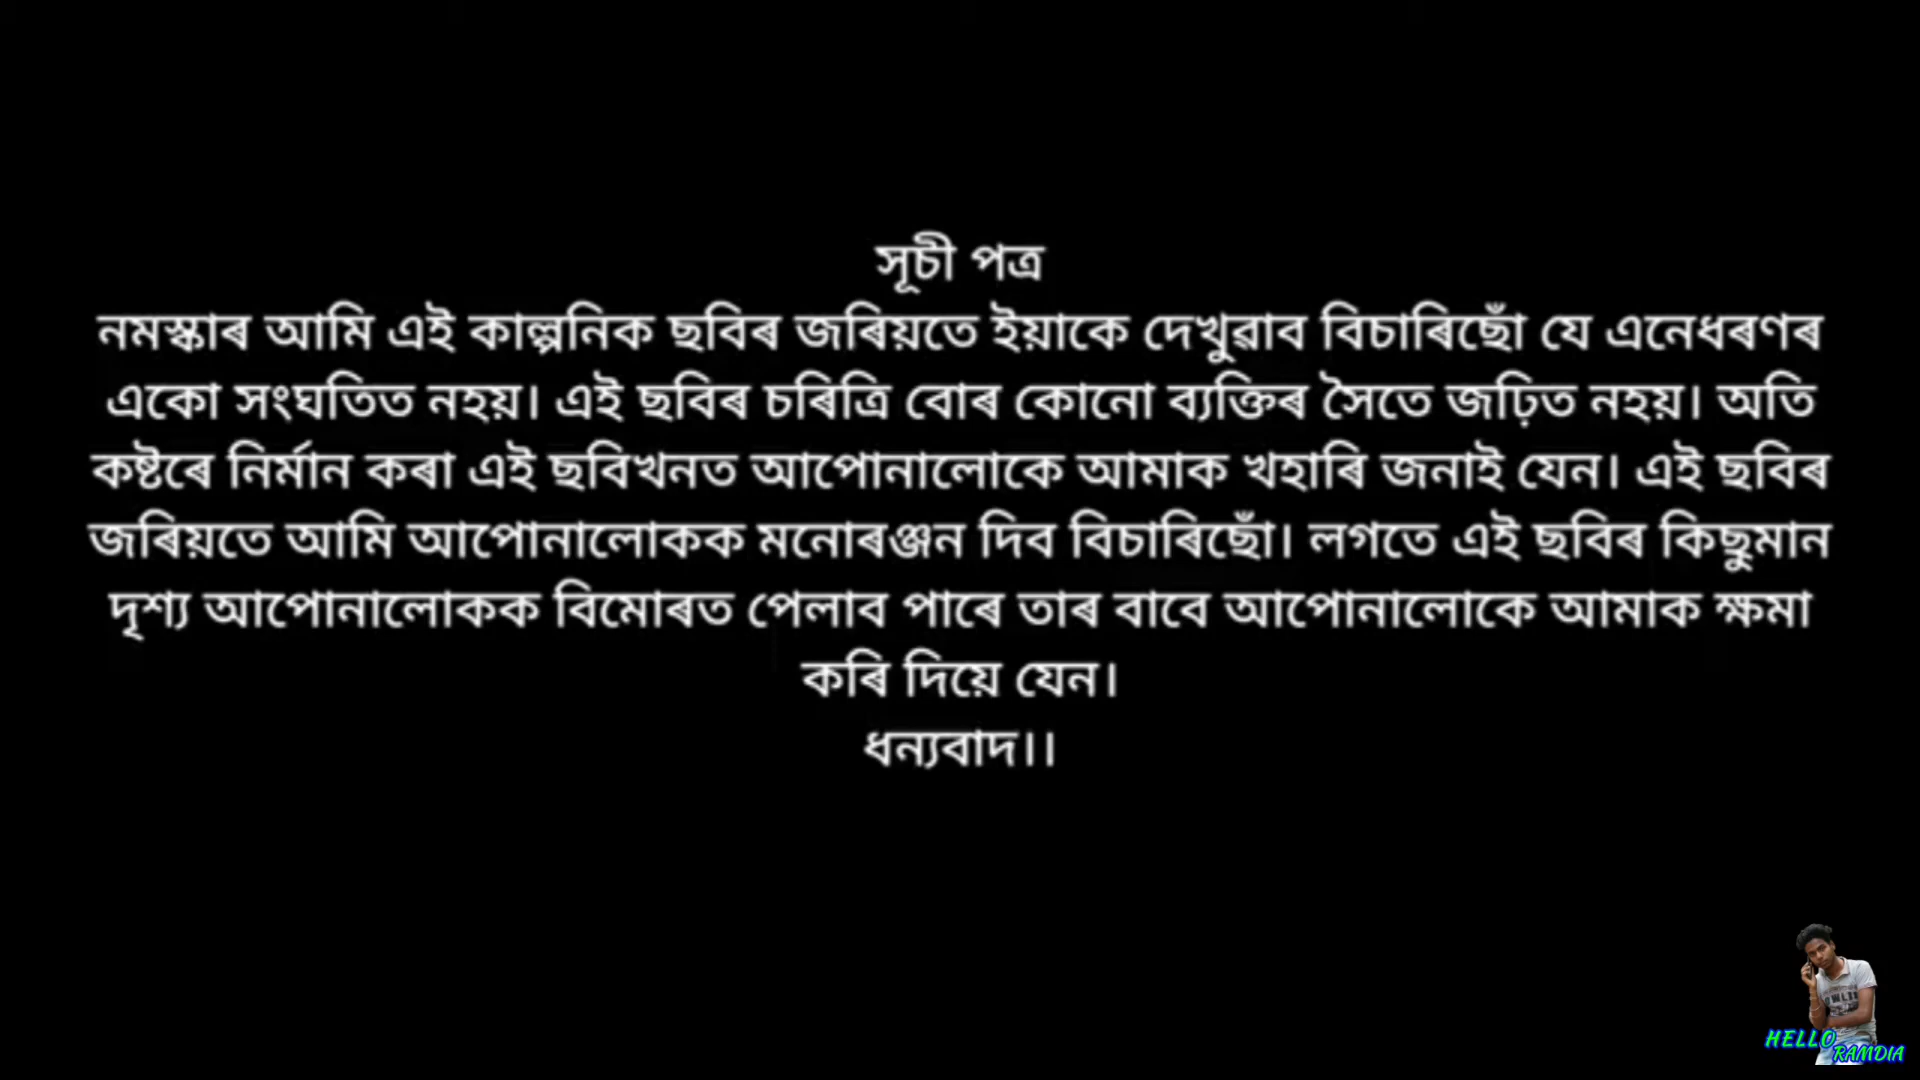 সূচী পত্ৰ
নমস্কাৰ আমি এই কাল্পনিক ছবিৰ জৰিয়তে ইয়াকে দেখুৱাব বিচাৰিছোঁ যে এনেধৰণৰ
একো সংঘতিত নহয়। এই ছবিৰ চৰিত্ৰি বোৰ কোনো ব্যক্তিৰ সৈতে জঢ়িত নহয়। অতি
কষ্টৰে নিৰ্মান কৰা এই ছবিখনত আপোনালোকে আমাক খহাৰি জনাই যেন। এই ছবিৰ
জৰিয়তে আমি আপোনালোকক মনোৰঞ্জন দিব বিচাৰিছোঁ। লগতে এই ছবিৰ কিছুমান
দৃশ্য আপোনালোকক বিমোৰত পেলাব পাৰে তাৰ বাবে আপোনালোকে আমাক ক্ষমা
কৰি দিয়ে যেন।
ধন্যবাদ।।
HELLO
RAMDIA